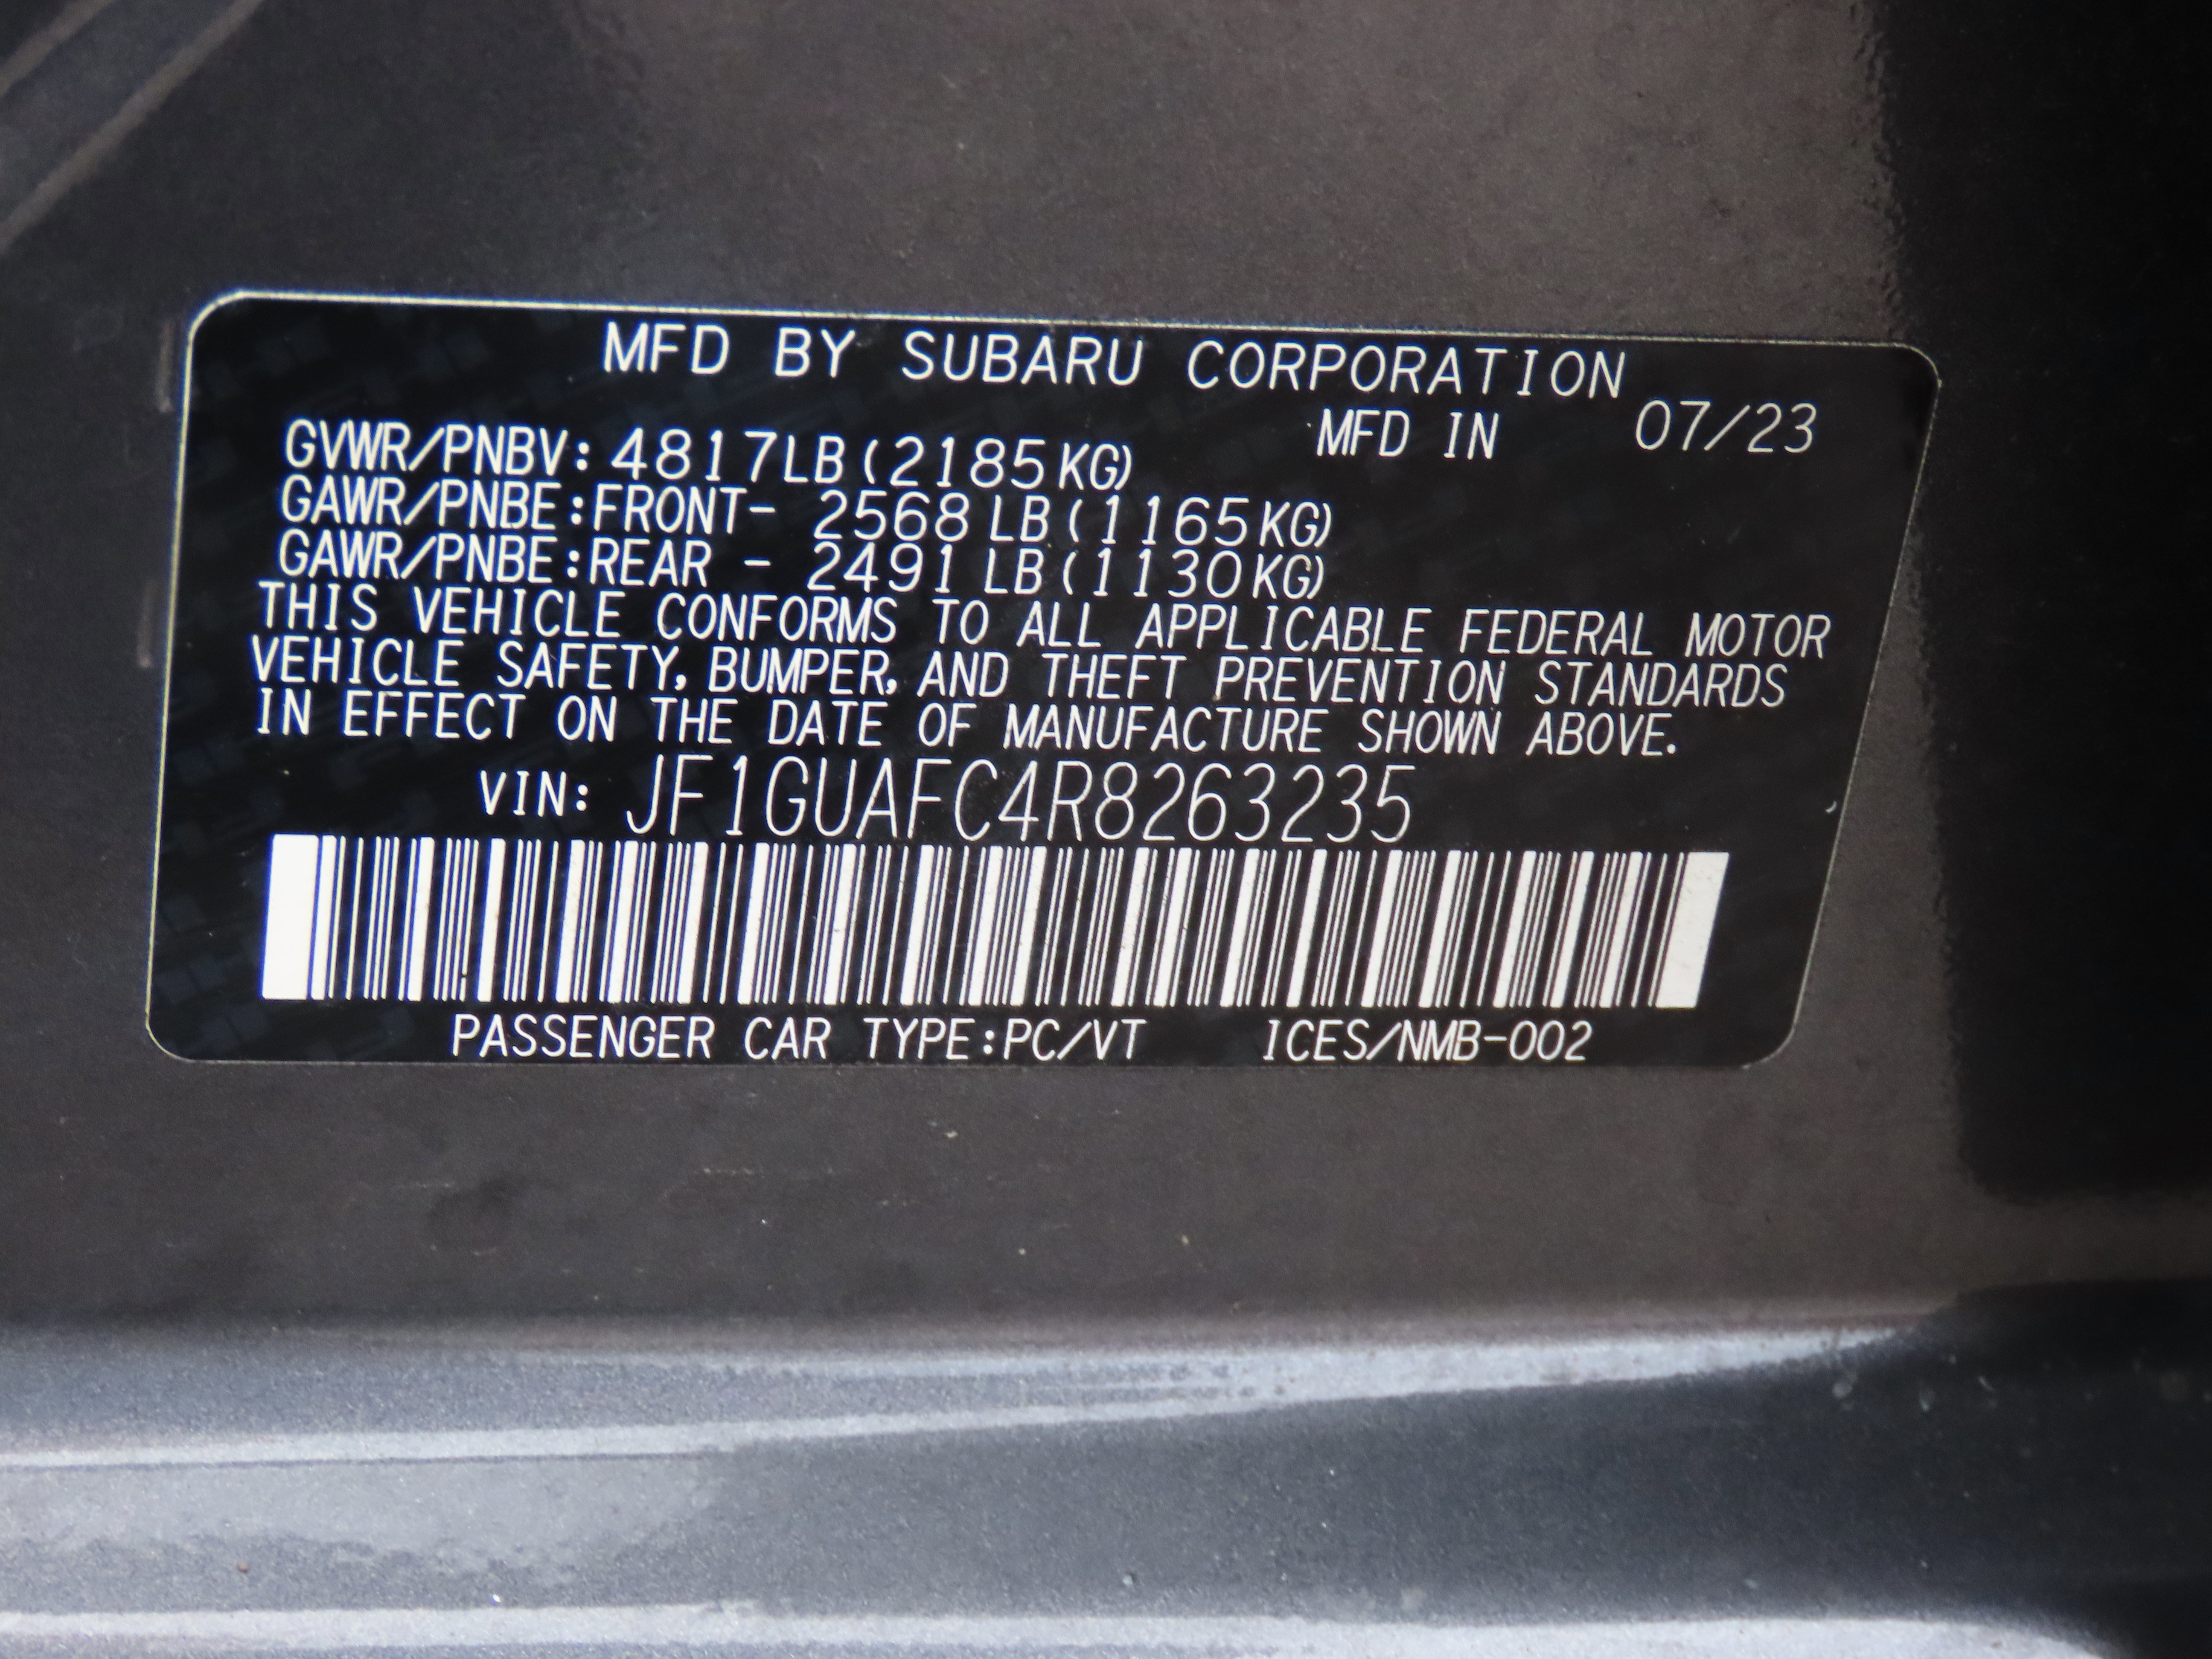 MFD BY SUBARU CORPORATION
MFD IN 07/23
GVWR/PNBV: 4817LB(2185KG)
GAWR/PNBE:FRONT- 2568 LB(1165KG)
GAWR/PNBE:REAR - 2491 LB(1130KG)
THIS VEHICLE CONFORMS TO ALL APPLICABLE FEDERAL MOTOR
VEHICLE SAFETY, BUMPER, AND THEFT PREVENTION STANDARDS
IN EFFECT ON THE DATE OF MANUFACTURE SHOWN ABOVE.
VIN: JF1GUAFC4R8263235
PASSENGER CAR TYPE:PC/VT ICES/NMB-002